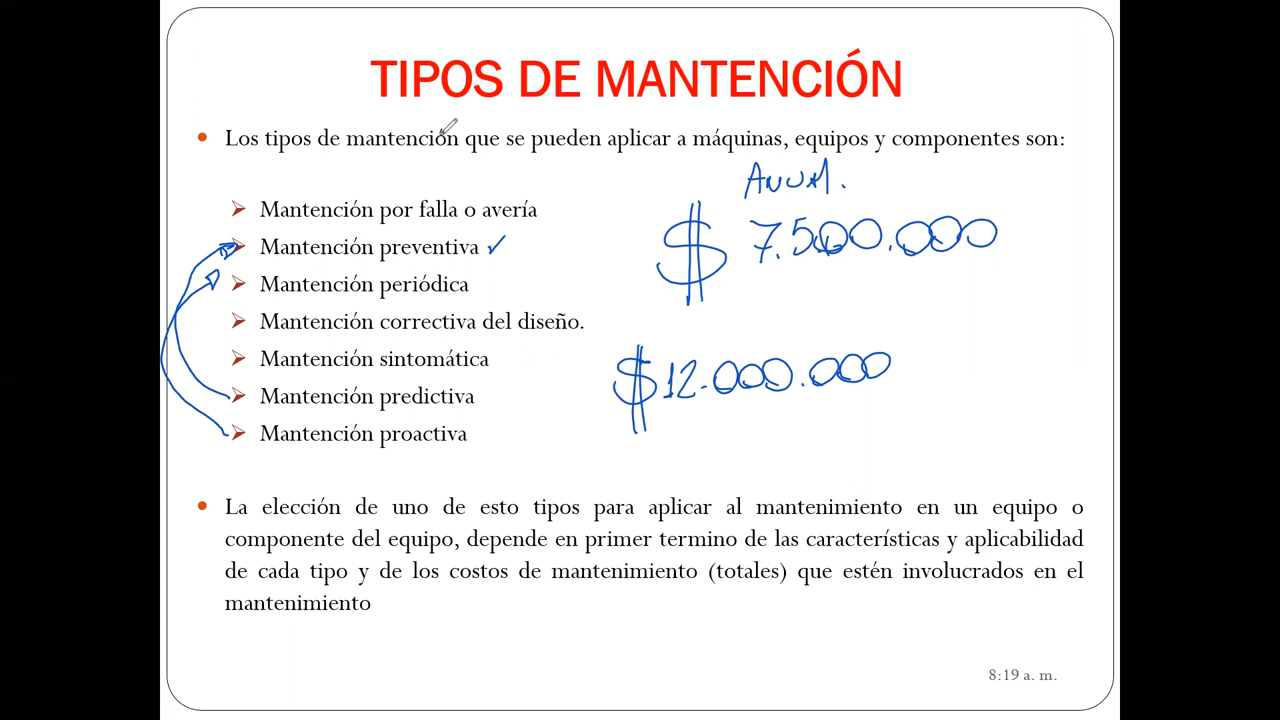 TIPOS DE MANTENCIÓN
Los tipos de mantención que se pueden aplicar a máquinas, equipos y componentes son:
Anual.
Mantención por falla o avería
$ 7.500.000
Mantención preventiva ✓
Mantención periódica
Mantención correctiva del diseño.
Mantención sintomática
$12.000.000
Mantención predictiva
Mantención proactiva
La elección de uno de esto tipos para aplicar al mantenimiento en un equipo o
componente del equipo, depende en primer termino de las características y aplicabilidad
de cada tipo y de los costos de mantenimiento (totales) que estén involucrados en el
mantenimiento
8:19 a. m.